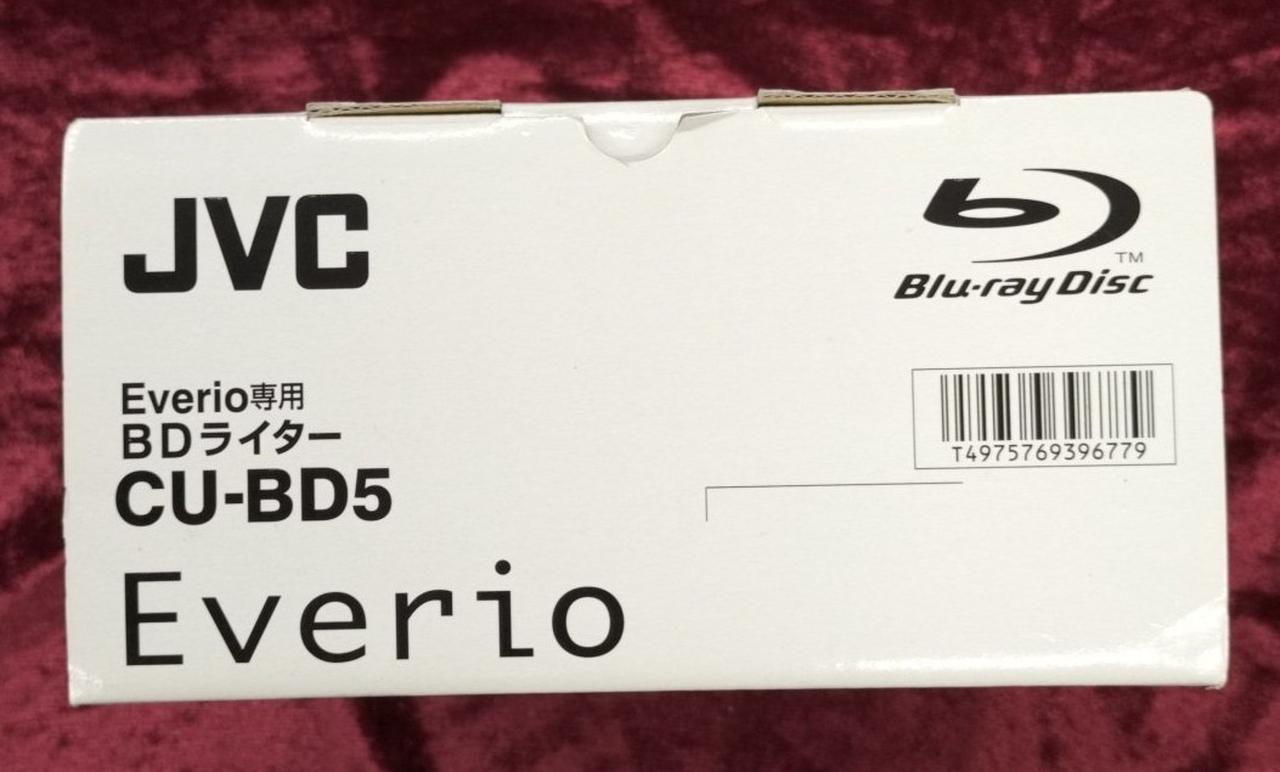 JVC
Blu-ray Disc
TM
Everio専用
BDライター
CU-BD5
T4975769396779
Everio